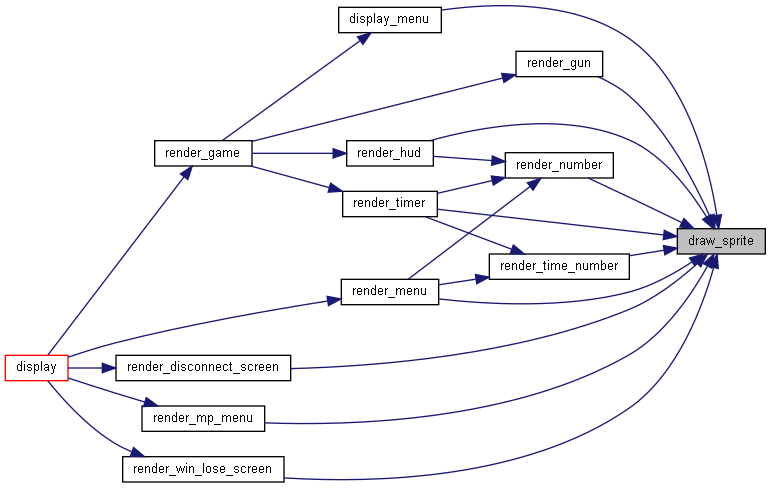 display_menu
render_gun
render_game
render_hud
render_number
render_timer
draw_sprite
render_time_number
render_menu
display
render_disconnect_screen
render_mp_menu
render_win_lose_screen